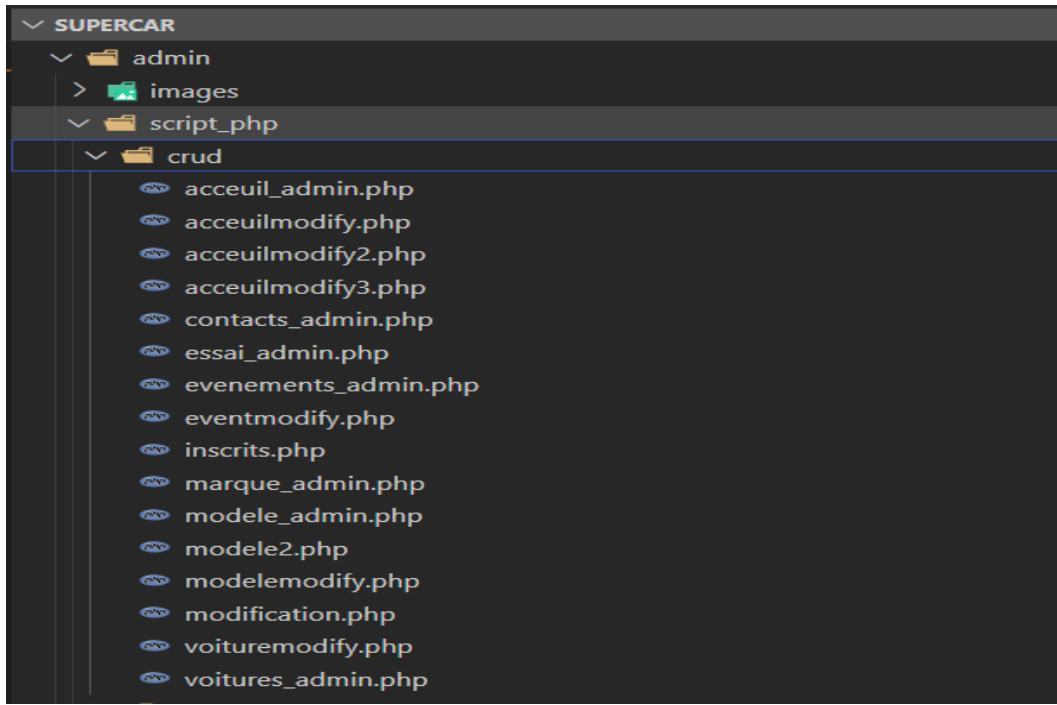 SUPERCAR
admin
images
script_php
crud
acceuil_admin.php
acceuilmodify.php
acceuilmodify2.php
acceuilmodify3.php
contacts_admin.php
essai_admin.php
evenements_admin.php
eventmodify.php
inscrits.php
marque_admin.php
modele_admin.php
modele2.php
modelemodify.php
modification.php
voituremodify.php
voitures_admin.php